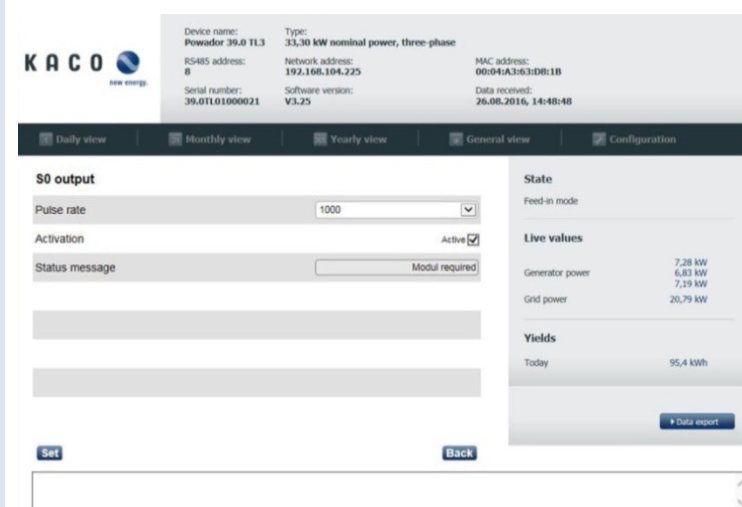 KACO
new energy.
Device name:
Powador 39.0 TL3
Type:
33,30 kW nominal power, three-phase
RS485 address:
8
Network address:
192.168.104.225
MAC address:
00:04:A3:63:D8:1B
Serial number:
39.0TL01000021
Software version:
V3.25
Data received:
26.08.2016, 14:48:48
Daily view
Monthly view
Yearly view
General view
Configuration
S0 output
Pulse rate
1000
Activation
Active
Status message
Modul required
Set
Back
State
Feed-in mode
Live values
Generator power
7,28 kW
6,83 kW
7,19 kW
Grid power
20,79 kW
Yields
Today
95,4 kWh
Data export